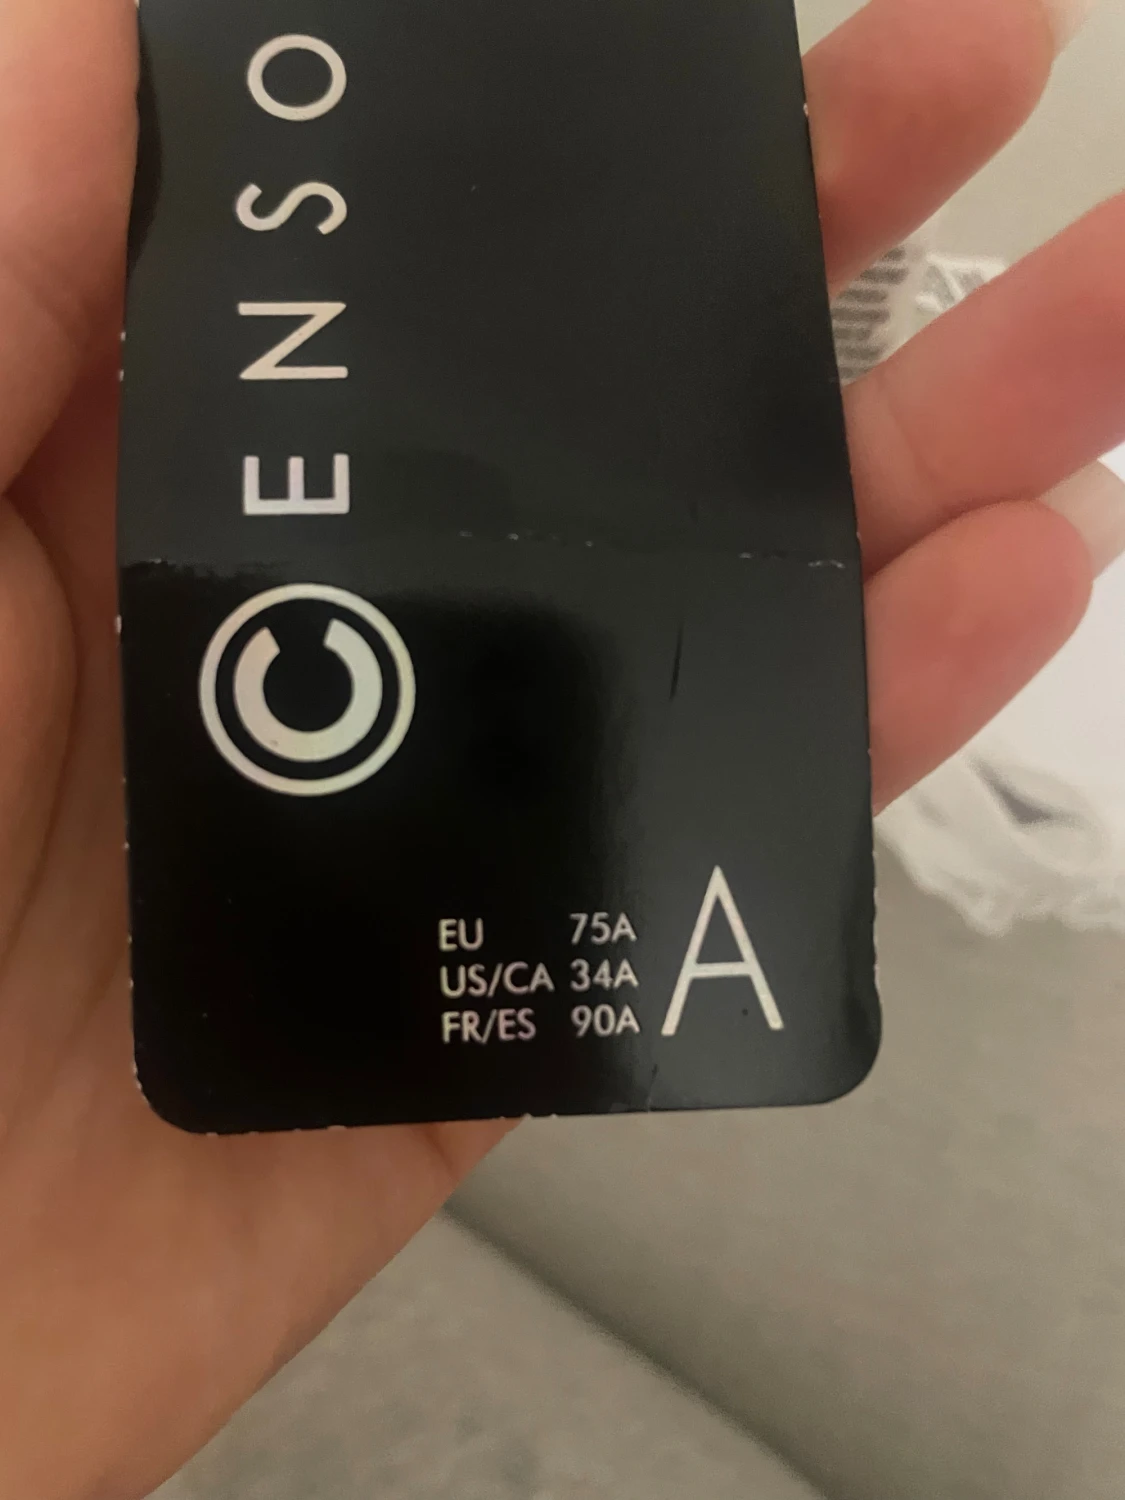 ©ENSO
EU 75A
US/CA 34A
FR/ES 90A
A